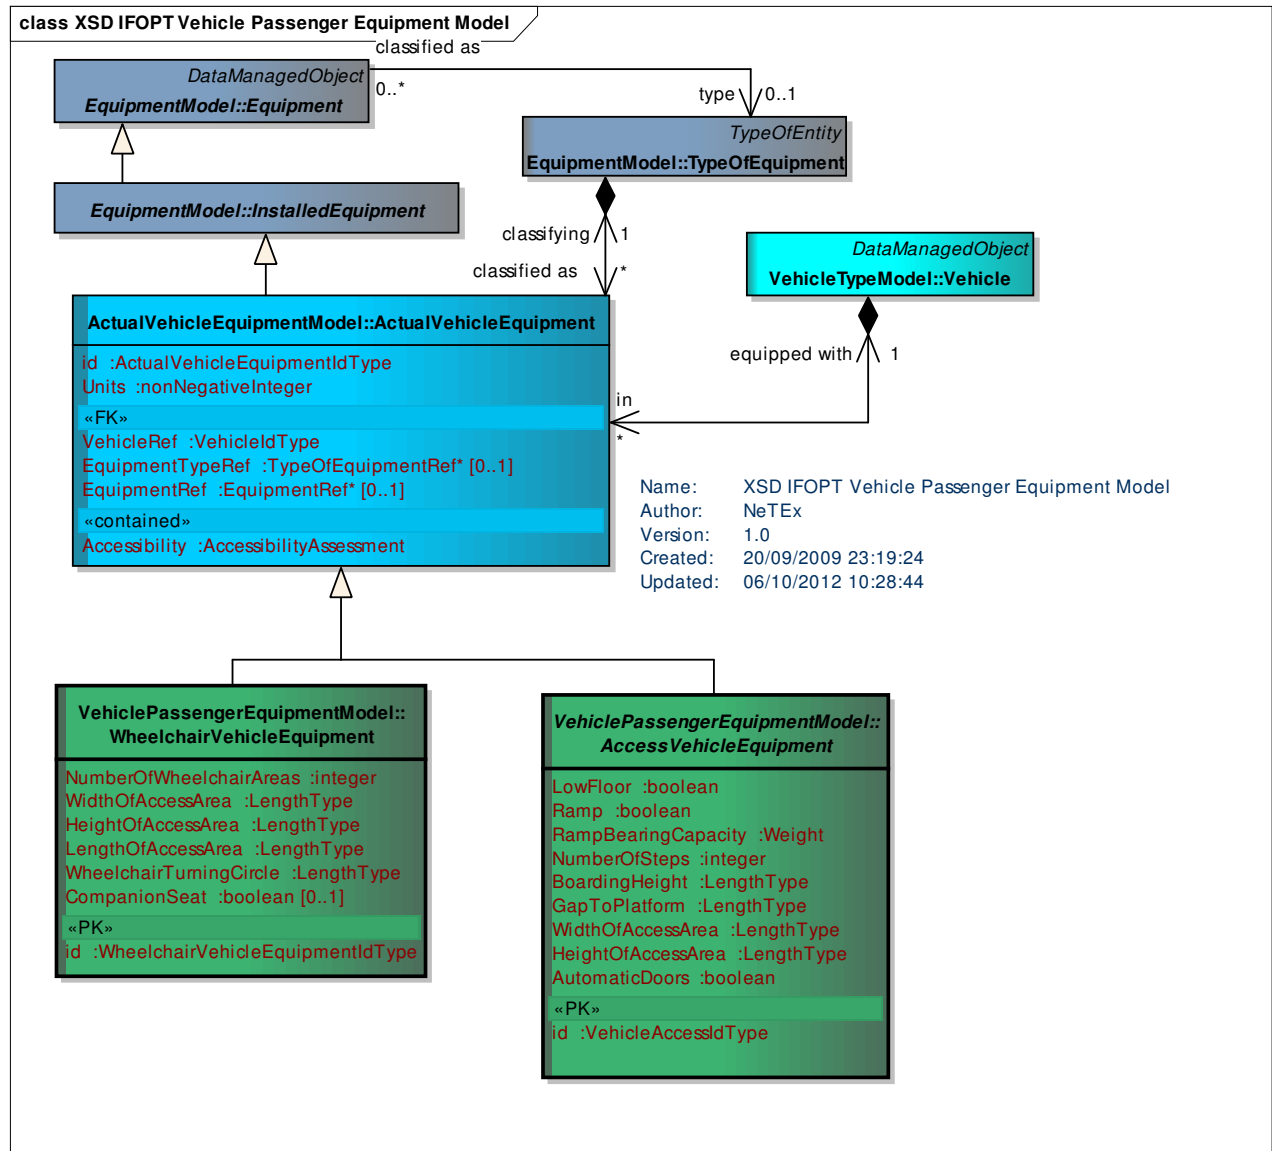 class XSD IFOPT Vehicle Passenger Equipment Model
classified as
DataManagedObject
EquipmentModel::Equipment
0..*
type
0..1
TypeOfEntity
EquipmentModel::TypeOfEquipment
EquipmentModel::InstalledEquipment
classifying
1
classified as
*
DataManagedObject
VehicleTypeModel::Vehicle
ActualVehicleEquipmentModel::ActualVehicleEquipment
id :ActualVehicleEquipmentIdType
Units :nonNegativeInteger
«FK»
VehicleRef :VehicleIdType
EquipmentTypeRef :TypeOfEquipmentRef* [0..1]
EquipmentRef :EquipmentRef* [0..1]
«contained»
Accessibility :AccessibilityAssessment
equipped with
1
in
*
Name: XSD IFOPT Vehicle Passenger Equipment Model
Author: NeTEx
Version: 1.0
Created: 20/09/2009 23:19:24
Updated: 06/10/2012 10:28:44
VehiclePassengerEquipmentModel::
WheelchairVehicleEquipment
NumberOfWheelchairAreas :integer
WidthOfAccessArea :LengthType
HeightOfAccessArea :LengthType
LengthOfAccessArea :LengthType
WheelchairTurningCircle :LengthType
CompanionSeat :boolean [0..1]
«PK»
id :WheelchairVehicleEquipmentIdType
VehiclePassengerEquipmentModel::
AccessVehicleEquipment
LowFloor :boolean
Ramp :boolean
RampBearingCapacity :Weight
NumberOfSteps :integer
BoardingHeight :LengthType
GapToPlatform :LengthType
WidthOfAccessArea :LengthType
HeightOfAccessArea :LengthType
AutomaticDoors :boolean
«PK»
id :VehicleAccessIdType